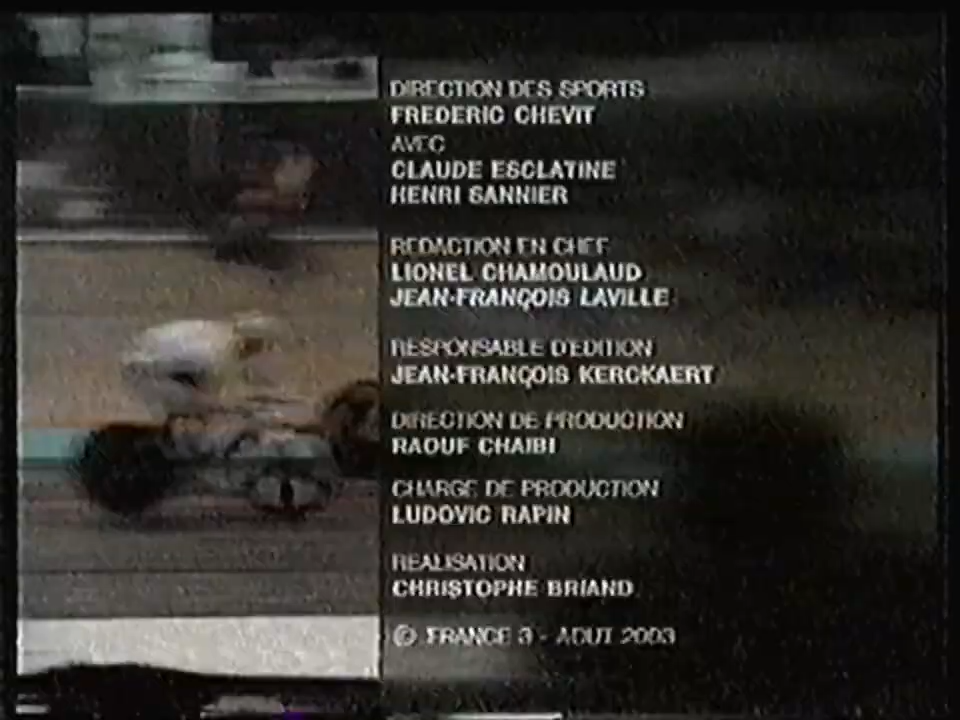 DIRECTION DES SPORTS
FREDERIC CHEVIT
AVEC
CLAUDE ESCLATINE
HENRI SANNIER
REDACTION EN CHEF
LIONEL CHAMOULAUD
JEAN-FRANÇOIS LAVILLE
RESPONSABLE D'EDITION
JEAN-FRANÇOIS KERCKAERT
DIRECTION DE PRODUCTION
RAOUF CHAIBI
CHARGE DE PRODUCTION
LUDOVIC RAPIN
REALISATION
CHRISTOPHE BRIAND
© FRANCE 3 - AOUT 2003